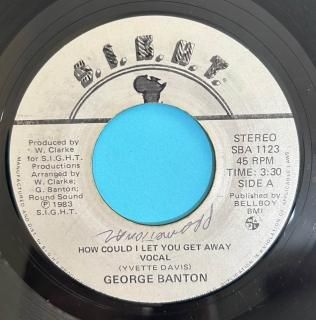 S.I.G.H.T.
Produced by
W. Clarke
for S.I.G.H.T.
Productions
Arranged by
W. Clarke;
G. Banton;
Round Sound
℗ 1983
S.I.G.H.T.
STEREO
SBA 1123
45 RPM
TIME: 3:30
SIDE A
Published by
BELLBOY
BMI
Promotional
HOW COULD I LET YOU GET AWAY
VOCAL
(YVETTE DAVIS)
GEORGE BANTON